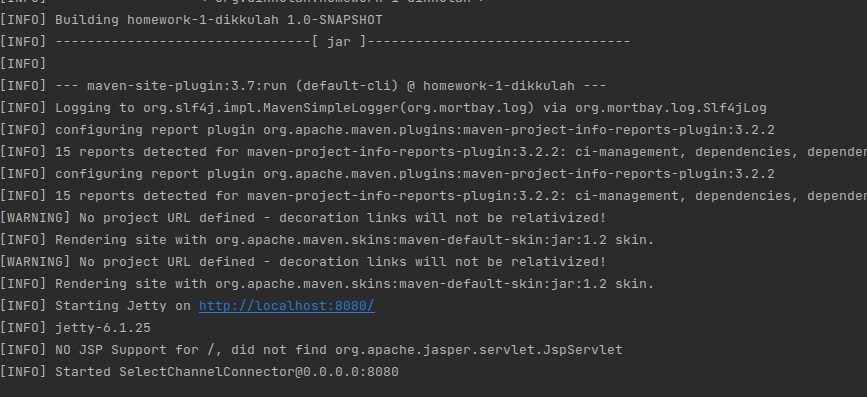 [INFO] Building homework-1-dikkulah 1.0-SNAPSHOT
[INFO] --------------------------------[ jar ]---------------------------------
[INFO]
[INFO] --- maven-site-plugin:3.7:run (default-cli) @ homework-1-dikkulah ---
[INFO] Logging to org.slf4j.impl.MavenSimpleLogger(org.mortbay.log) via org.mortbay.log.Slf4jLog
[INFO] configuring report plugin org.apache.maven.plugins:maven-project-info-reports-plugin:3.2.2
[INFO] 15 reports detected for maven-project-info-reports-plugin:3.2.2: ci-management, dependencies, depende
[INFO] configuring report plugin org.apache.maven.plugins:maven-project-info-reports-plugin:3.2.2
[INFO] 15 reports detected for maven-project-info-reports-plugin:3.2.2: ci-management, dependencies, depende
[WARNING] No project URL defined - decoration links will not be relativized!
[INFO] Rendering site with org.apache.maven.skins:maven-default-skin:jar:1.2 skin.
[WARNING] No project URL defined - decoration links will not be relativized!
[INFO] Rendering site with org.apache.maven.skins:maven-default-skin:jar:1.2 skin.
[INFO] Starting Jetty on http://localhost:8080/
[INFO] jetty-6.1.25
[INFO] NO JSP Support for /, did not find org.apache.jasper.servlet.JspServlet
[INFO] Started SelectChannelConnector@0.0.0.0:8080